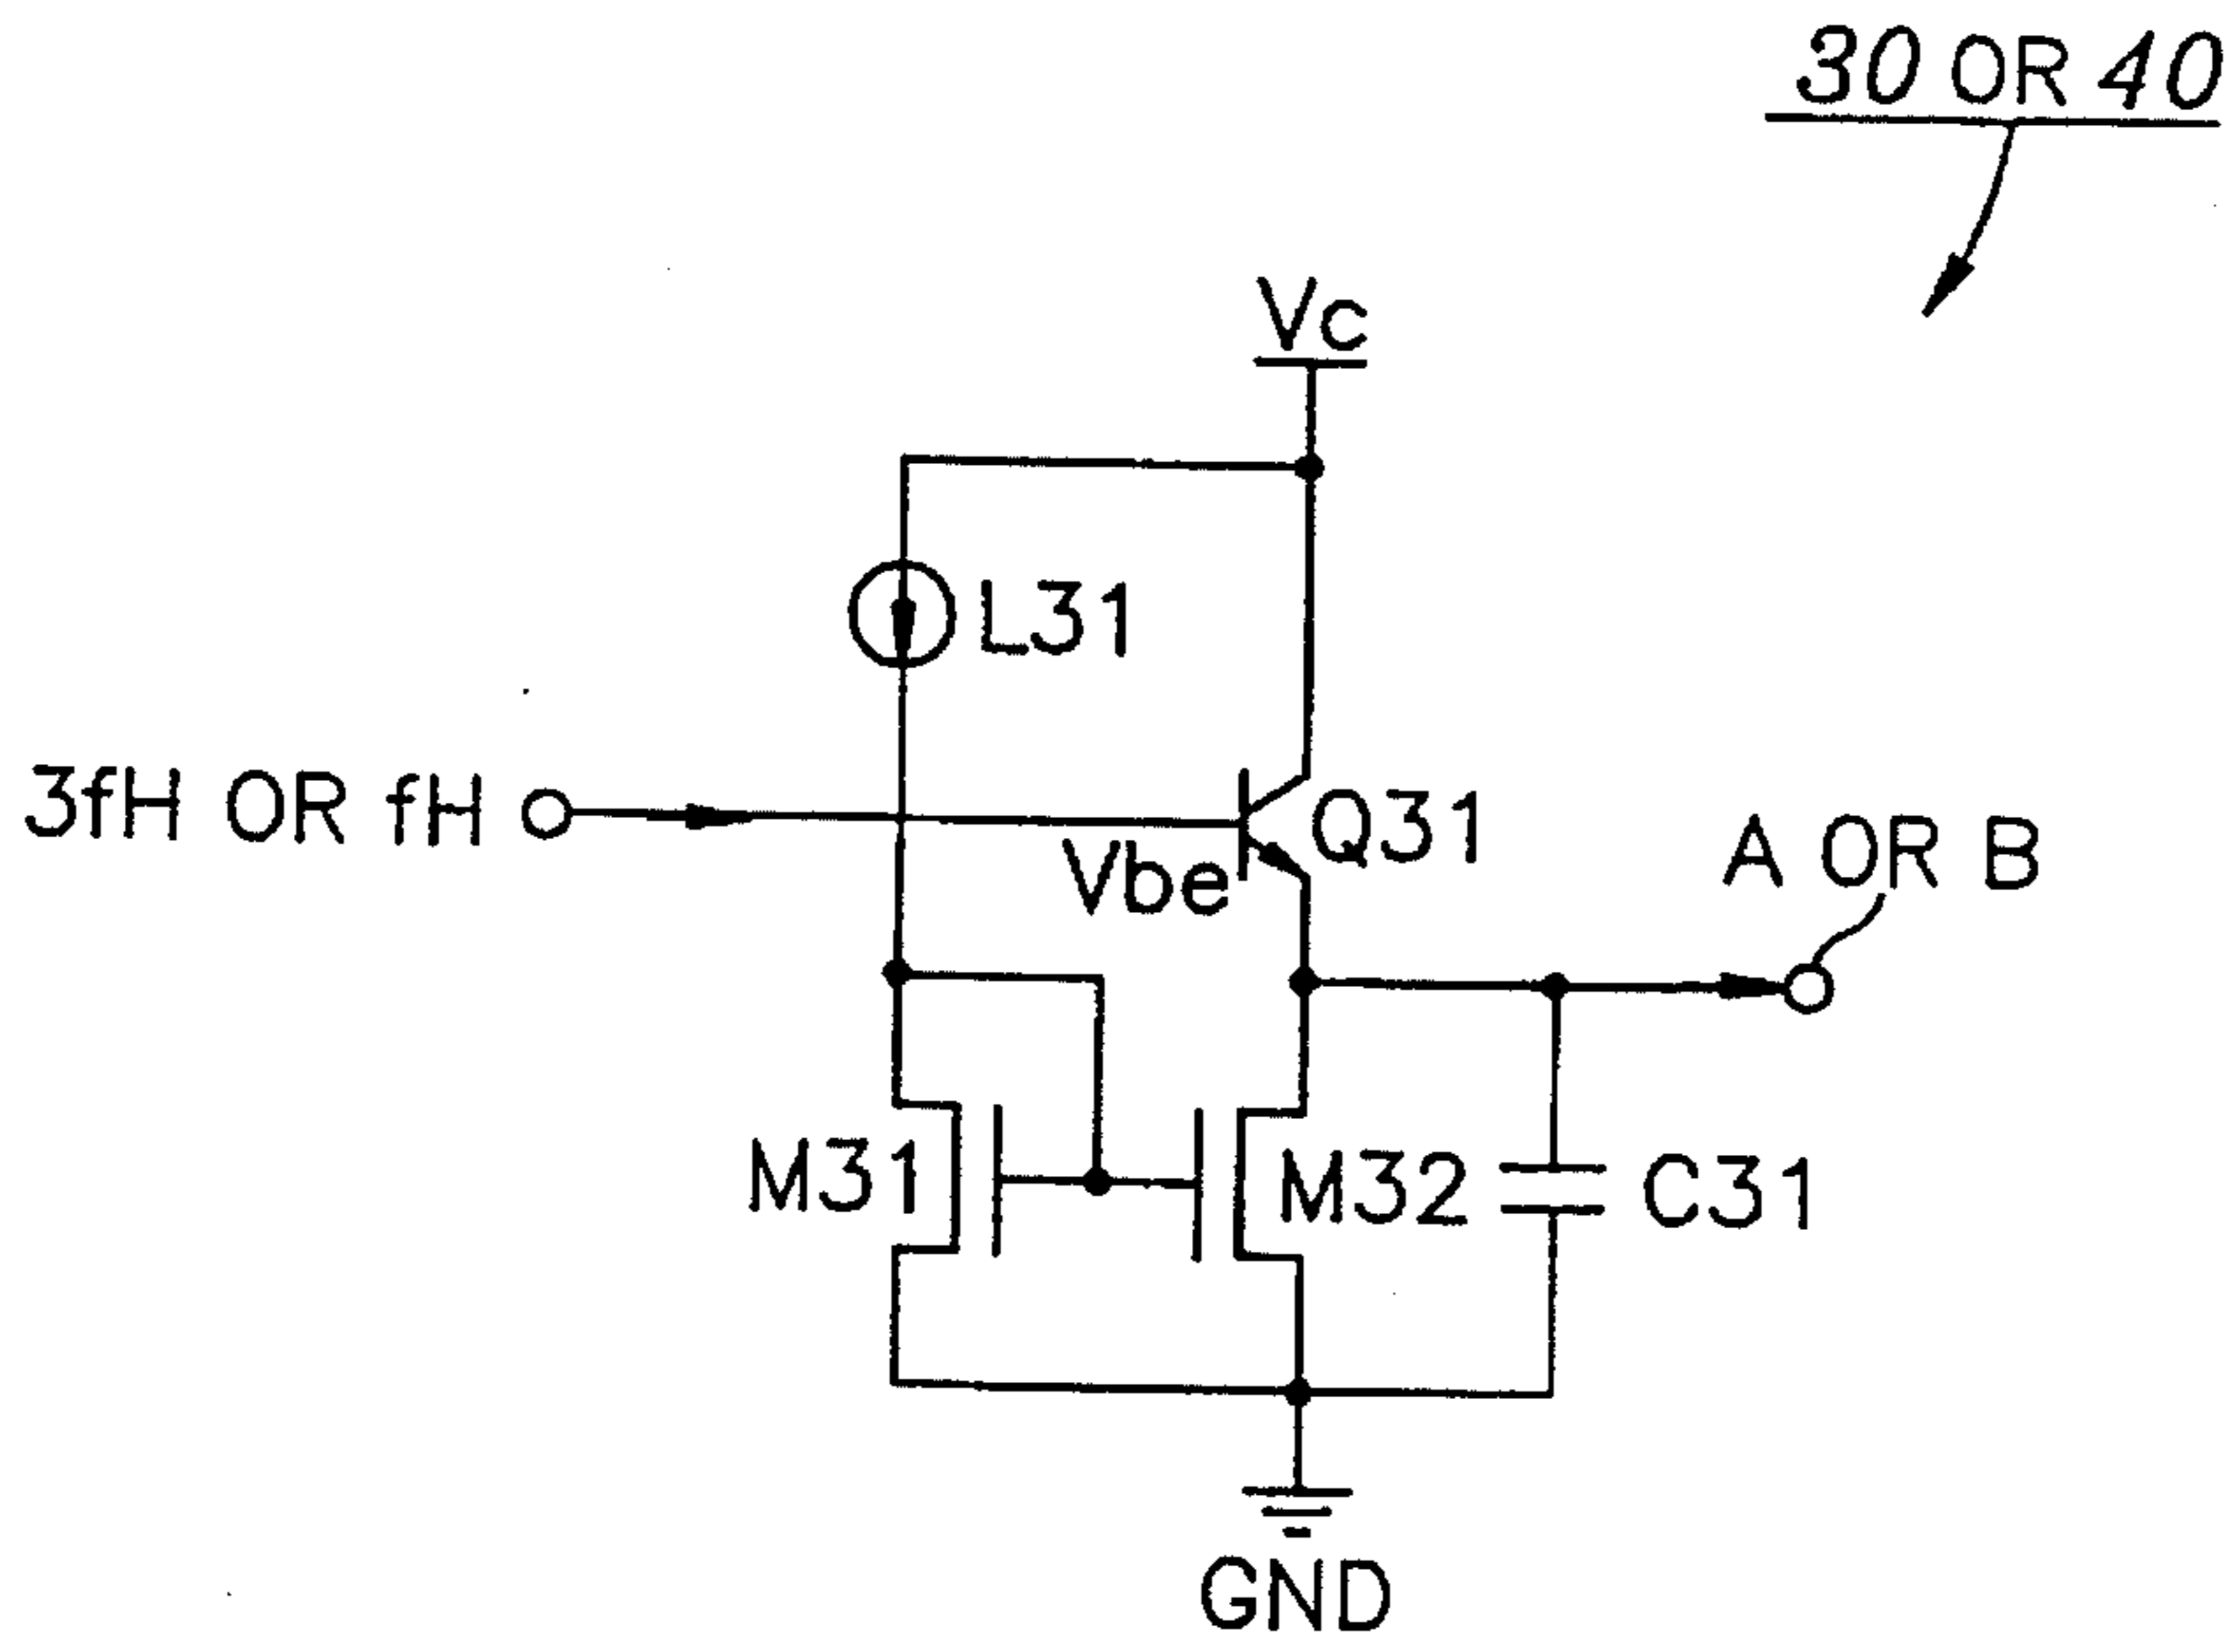 30 OR 40
Vc
L31
3fH OR fH
Q31
Vbe
A OR B
M31
M32
C31
GND